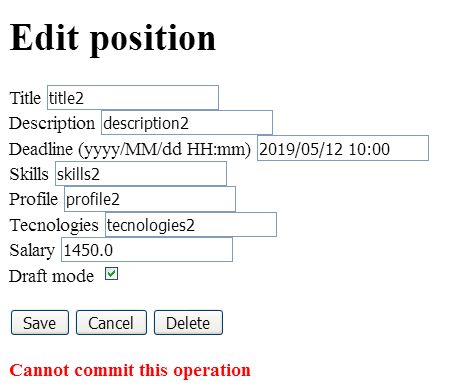 Edit position
Title title2
Description description2
Deadline (yyyy/MM/dd HH:mm) 2019/05/12 10:00
Skills skills2
Profile profile2
Tecnologies tecnologies2
Salary 1450.0
Draft mode
Save Cancel Delete
Cannot commit this operation